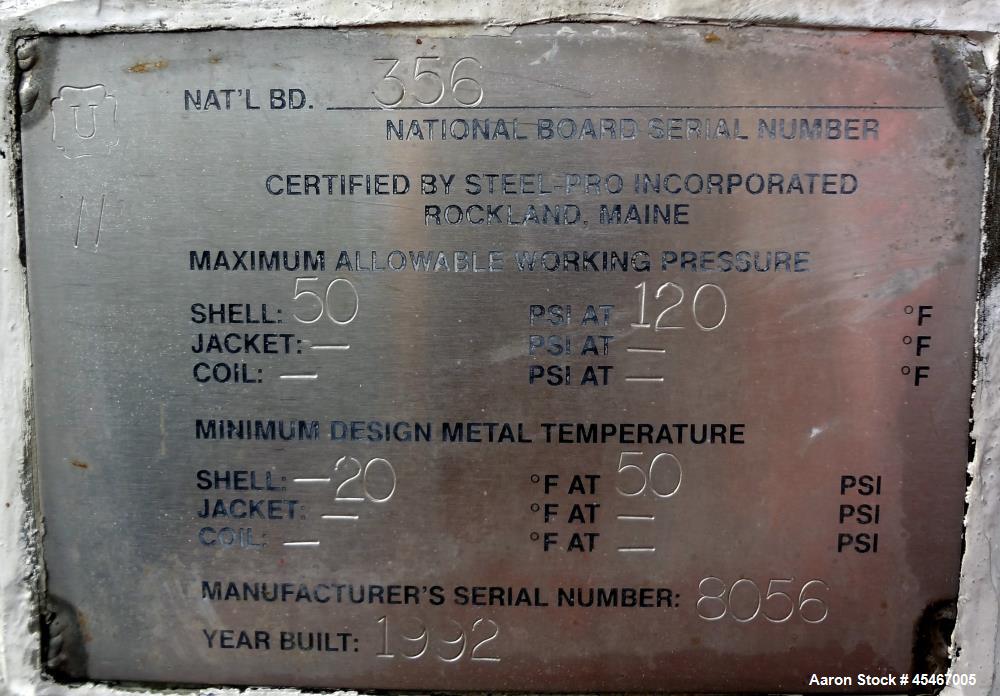 U
NAT'L BD. 356
NATIONAL BOARD SERIAL NUMBER
CERTIFIED BY STEEL-PRO INCORPORATED
ROCKLAND, MAINE
MAXIMUM ALLOWABLE WORKING PRESSURE
SHELL: 50 PSI AT 120 °F
JACKET: — PSI AT — °F
COIL: — PSI AT — °F
MINIMUM DESIGN METAL TEMPERATURE
SHELL: -20 °F AT 50 PSI
JACKET: — °F AT — PSI
COIL: — °F AT — PSI
MANUFACTURER'S SERIAL NUMBER: 8056
YEAR BUILT: 1992
Aaron Stock # 45467005